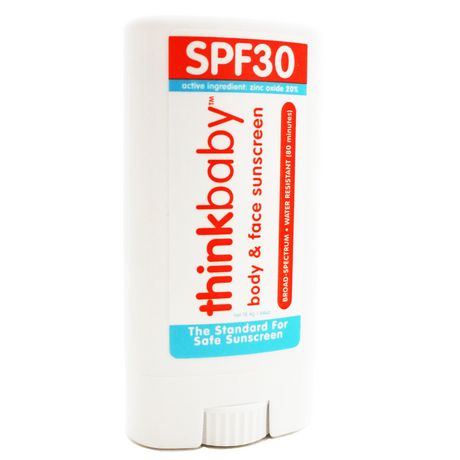 SPF30
active ingredient: zinc oxide 20%
thinkbaby™
body & face sunscreen
BROAD-SPECTRUM • WATER RESISTANT (80 minutes)
The Standard For
Safe Sunscreen